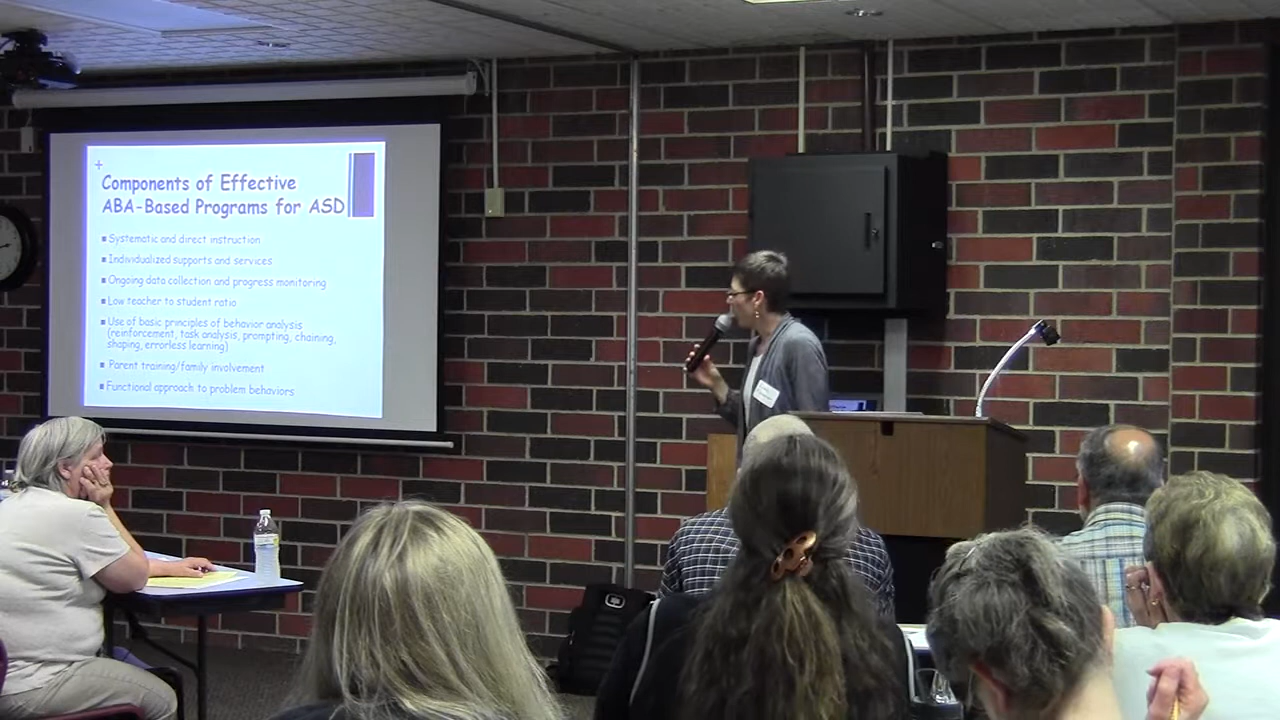 +
Components of Effective
ABA-Based Programs for ASD
Systematic and direct instruction
Individualized supports and services
Ongoing data collection and progress monitoring
Low teacher to student ratio
Use of basic principles of behavior analysis
(reinforcement, task analysis, prompting, chaining,
shaping, errorless learning)
Parent training/family involvement
Functional approach to problem behaviors